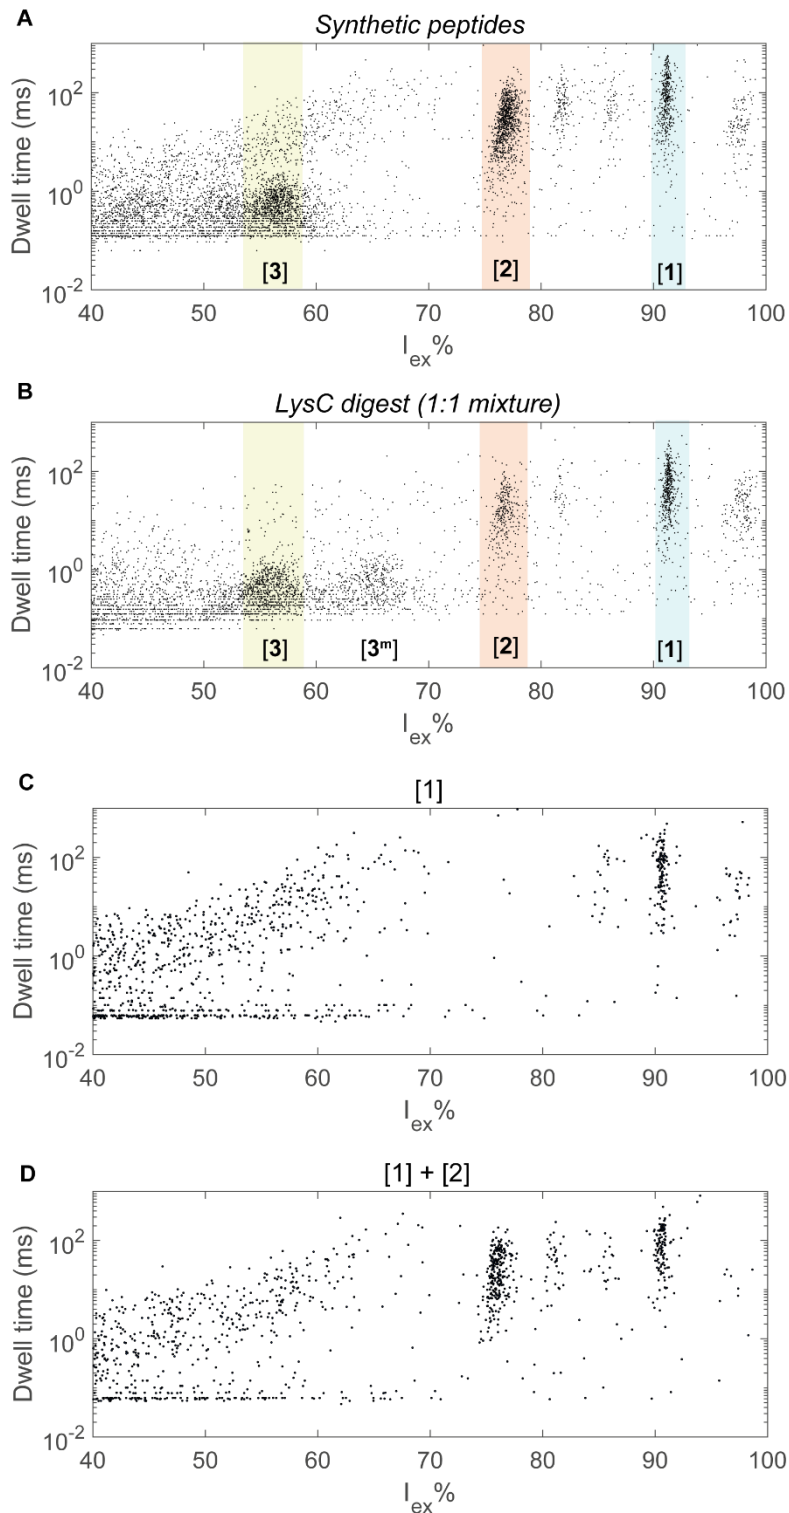 A
Synthetic peptides
Dwell time (ms)
10^2
10^0
10^-2
[3]
[2]
[1]
40 50 60 70 80 90 100
I_ex%
B
LysC digest (1:1 mixture)
Dwell time (ms)
10^2
10^0
10^-2
[3]
[3^m]
[2]
[1]
40 50 60 70 80 90 100
I_ex%
C
[1]
Dwell time (ms)
10^2
10^0
10^-2
40 50 60 70 80 90 100
I_ex%
D
[1] + [2]
Dwell time (ms)
10^2
10^0
10^-2
40 50 60 70 80 90 100
I_ex%